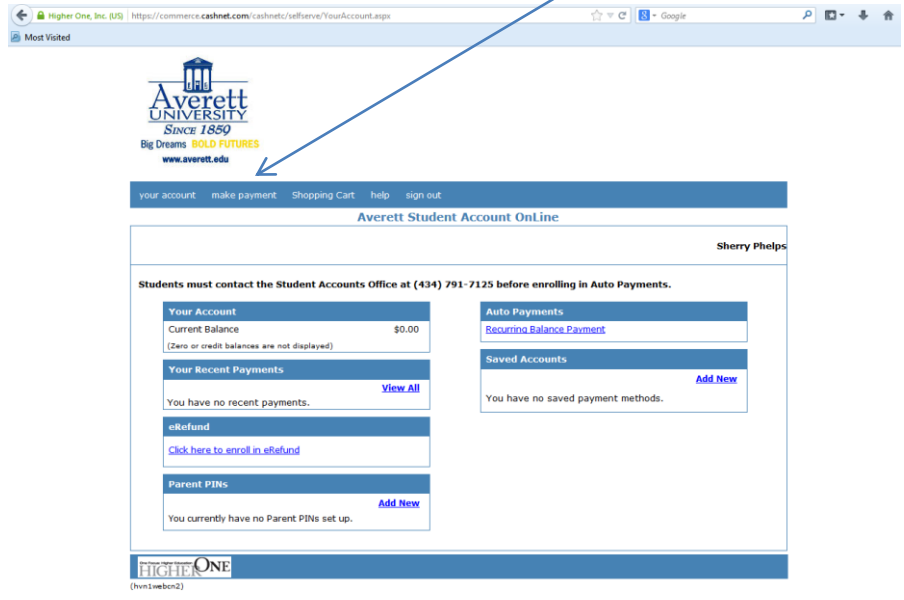 Higher One, Inc. (US) https://commerce.cashnet.com/cashnetc/selfserve/YourAccount.aspx Google
Most Visited
Averett
UNIVERSITY
SINCE 1859
Big Dreams BOLD FUTURES
www.averett.edu
your account make payment Shopping Cart help sign out
Averett Student Account OnLine
Sherry Phelps
Students must contact the Student Accounts Office at (434) 791-7125 before enrolling in Auto Payments.
Your Account
Current Balance $0.00
(Zero or credit balances are not displayed)
Your Recent Payments
View All
You have no recent payments.
eRefund
Click here to enroll in eRefund
Parent PINs
Add New
You currently have no Parent PINs set up.
Auto Payments
Recurring Balance Payment
Saved Accounts
Add New
You have no saved payment methods.
HIGHER ONE
(hvn1webcn2)